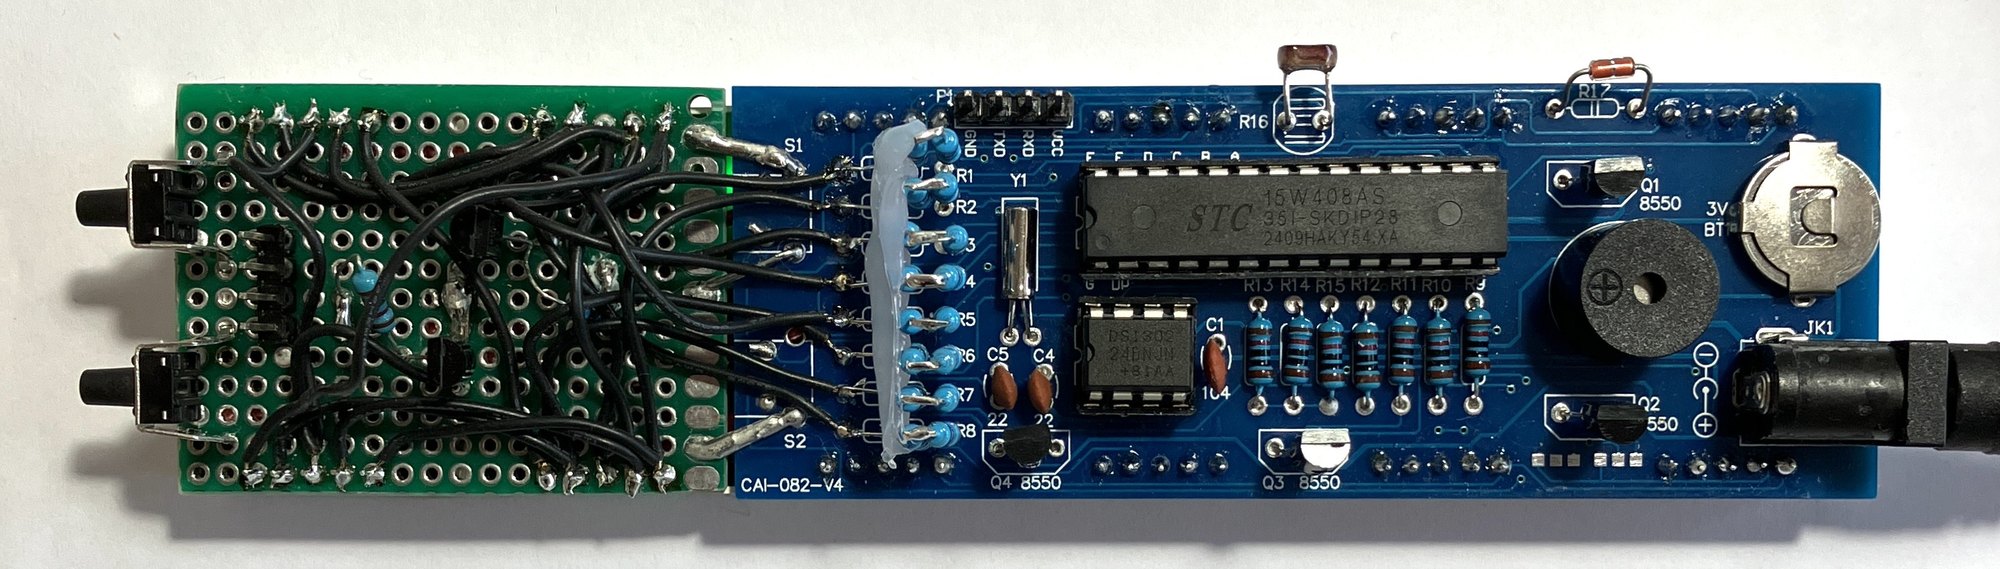 P1
GND
TXD
RXD
VCC
S1
R1
R2
3
4
R5
R6
R7
R8
S2
CAI-082-V4
Y1
C5
C4
22
22
Q4 8550
R16
F E D C B A
STC
15W408AS
35I-SKDIP28
2409HAKY54.XA
G DP
DS1302
+81AA
C1
104
R13 R14 R15 R12 R11 R10 R9
Q3 8550
R17
Q1
8550
Q2
550
3V
BT1
JK1